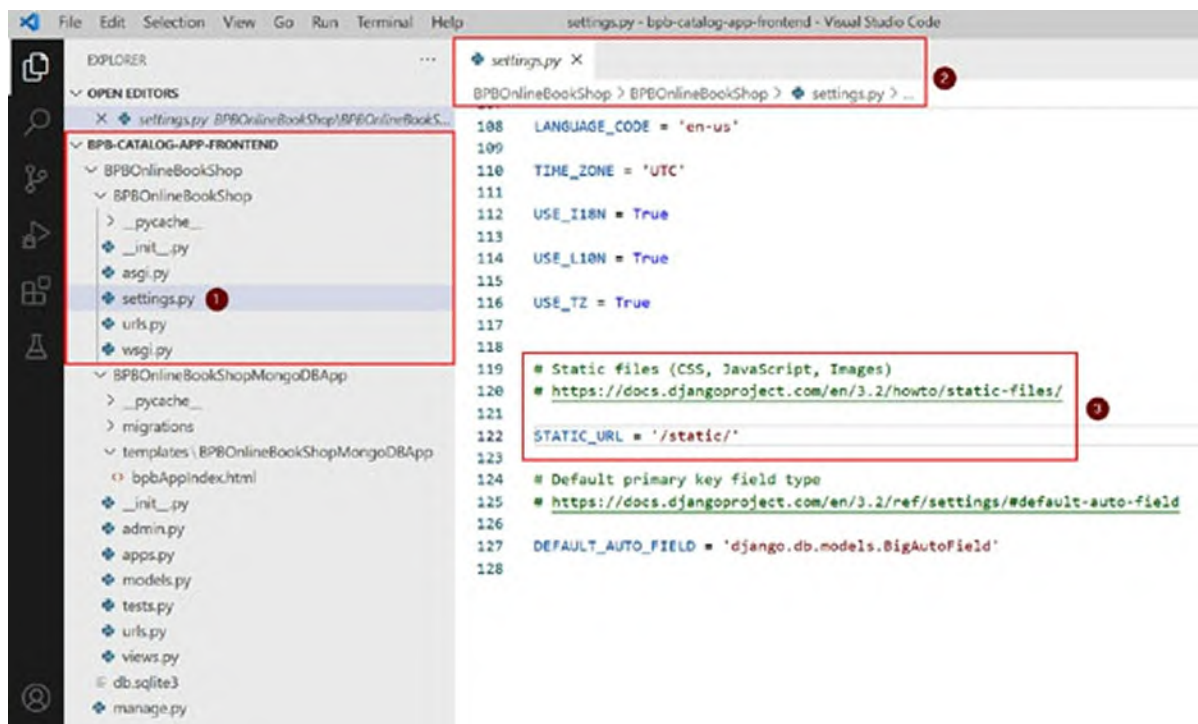 File Edit Selection View Go Run Terminal Help settings.py - bpb-catalog-app-frontend - Visual Studio Code
EXPLORER ...
OPEN EDITORS
settings.py BPBOnlineBookShop\BPBOnlineBookS...
BPB-CATALOG-APP-FRONTEND
BPBOnlineBookShop
BPBOnlineBookShop
__pycache__
__init__.py
asgi.py
settings.py 1
urls.py
wsgi.py
BPBOnlineBookShopMongoDBApp
__pycache__
migrations
templates \ BPBOnlineBookShopMongoDBApp
bpbAppIndex.html
__init__.py
admin.py
apps.py
models.py
tests.py
urls.py
views.py
db.sqlite3
manage.py
settings.py
2
BPBOnlineBookShop > BPBOnlineBookShop > settings.py > ...
108 LANGUAGE_CODE = 'en-us'
109
110 TIME_ZONE = 'UTC'
111
112 USE_I18N = True
113
114 USE_L10N = True
115
116 USE_TZ = True
117
118
119 # Static files (CSS, JavaScript, Images)
120 # https://docs.djangoproject.com/en/3.2/howto/static-files/
121
3
122 STATIC_URL = '/static/'
123
124 # Default primary key field type
125 # https://docs.djangoproject.com/en/3.2/ref/settings/#default-auto-field
126
127 DEFAULT_AUTO_FIELD = 'django.db.models.BigAutoField'
128